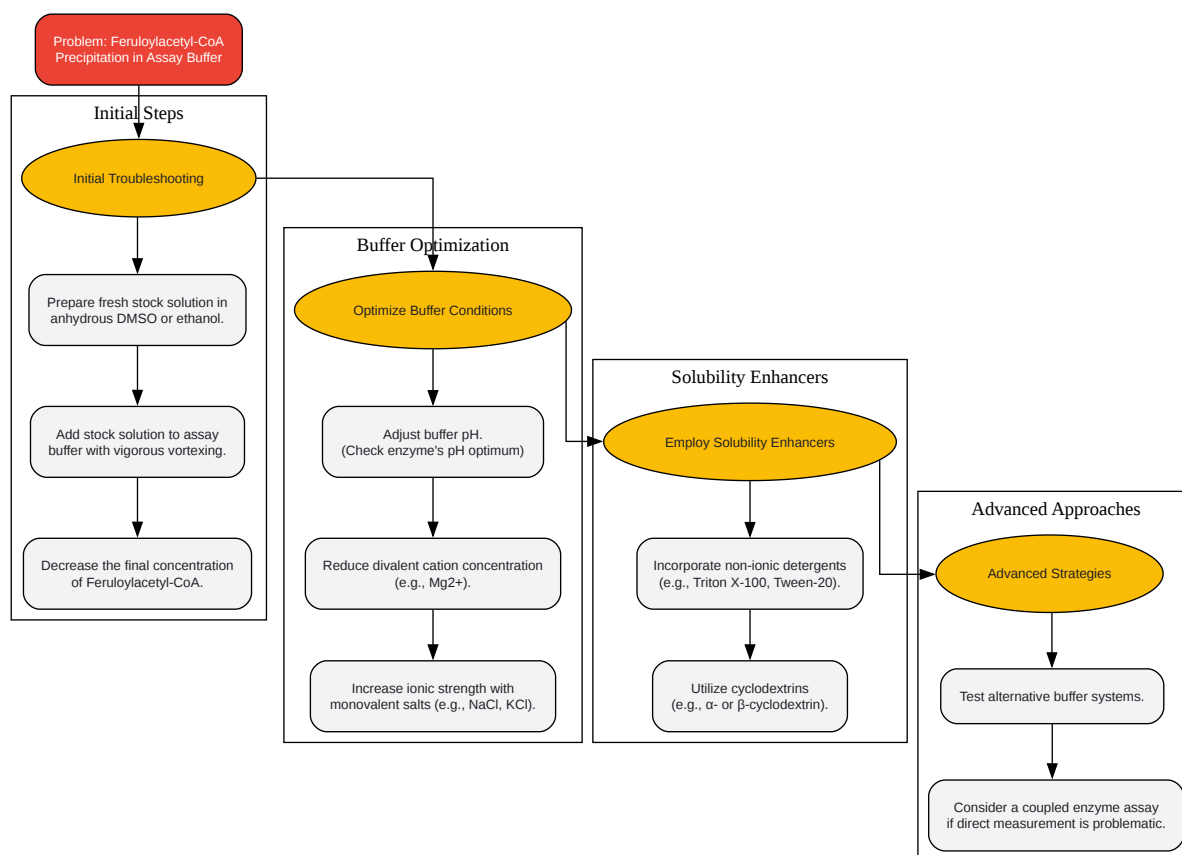 Problem: Feruloylacetyl-CoA
Precipitation in Assay Buffer
Initial Steps
Initial Troubleshooting
Prepare fresh stock solution in
anhydrous DMSO or ethanol.
Add stock solution to assay
buffer with vigorous vortexing.
Decrease the final concentration
of Feruloylacetyl-CoA.
Buffer Optimization
Optimize Buffer Conditions
Adjust buffer pH.
(Check enzyme's pH optimum)
Reduce divalent cation concentration
(e.g., Mg2+).
Increase ionic strength with
monovalent salts (e.g., NaCl, KCl).
Solubility Enhancers
Employ Solubility Enhancers
Incorporate non-ionic detergents
(e.g., Triton X-100, Tween-20).
Utilize cyclodextrins
(e.g., α- or β-cyclodextrin).
Advanced Approaches
Advanced Strategies
Test alternative buffer systems.
Consider a coupled enzyme assay
if direct measurement is problematic.